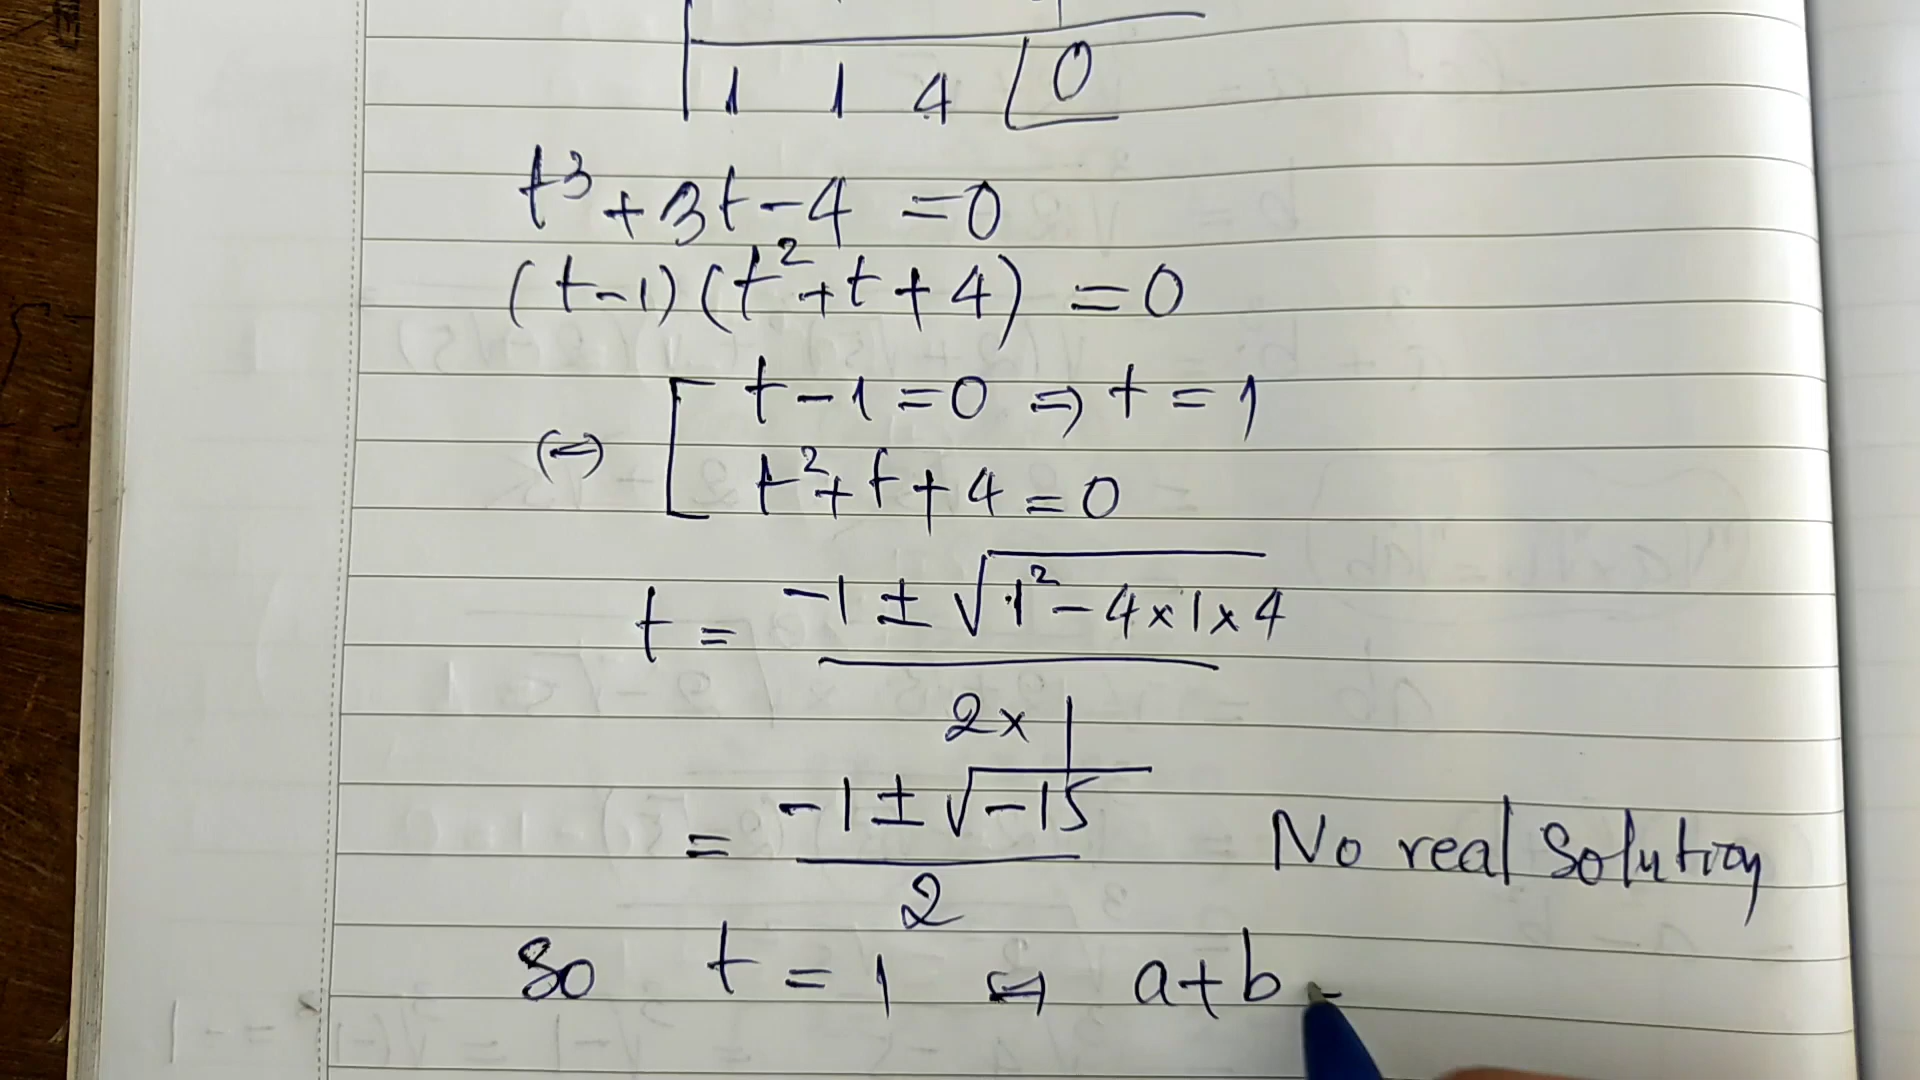 1 1 4 0
t³ + 3t - 4 = 0
(t-1)(t² + t + 4) = 0
⇔ [ t - 1 = 0 ⇒ t = 1
t² + t + 4 = 0
t = (-1 ± √(1² - 4×1×4)) / (2×1)
= (-1 ± √-15) / 2 No real Solution
So t = 1 ⇔ a+b =